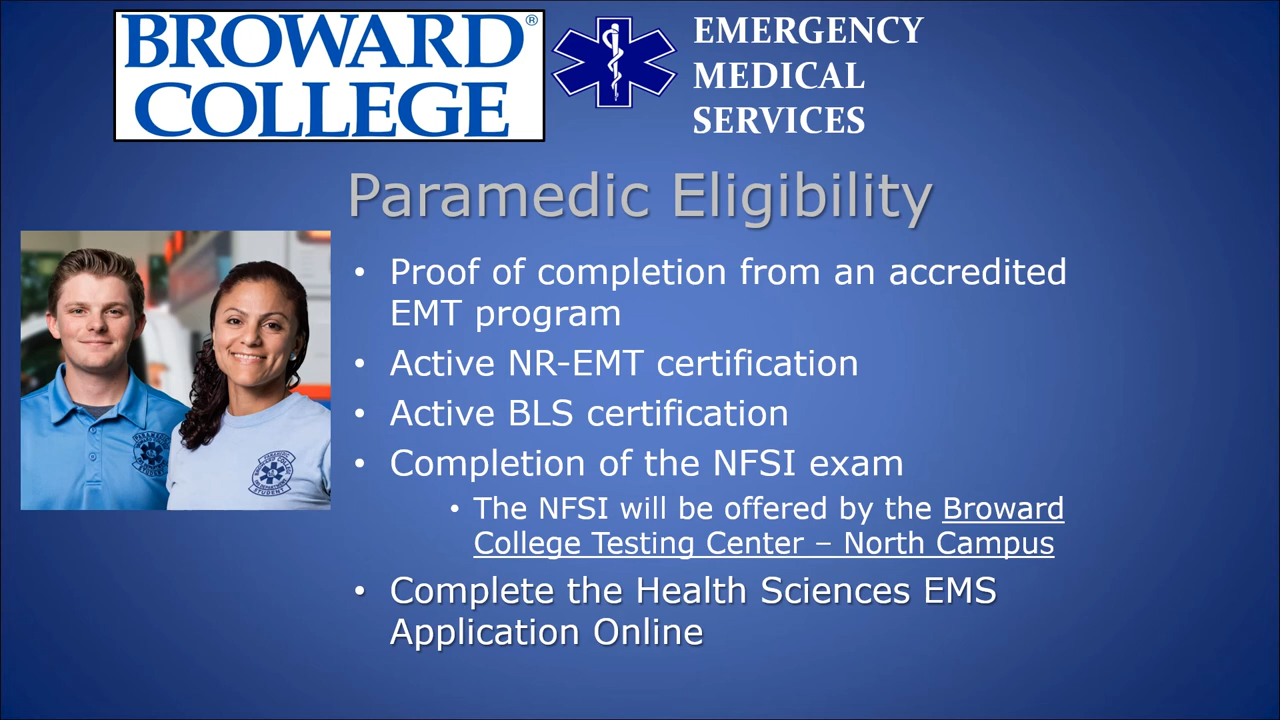 BROWARD®
COLLEGE
EMERGENCY
MEDICAL
SERVICES
Paramedic Eligibility
• Proof of completion from an accredited
EMT program
• Active NR-EMT certification
• Active BLS certification
• Completion of the NFSI exam
• The NFSI will be offered by the Broward
College Testing Center – North Campus
• Complete the Health Sciences EMS
Application Online
PARAMEDIC
STUDENT